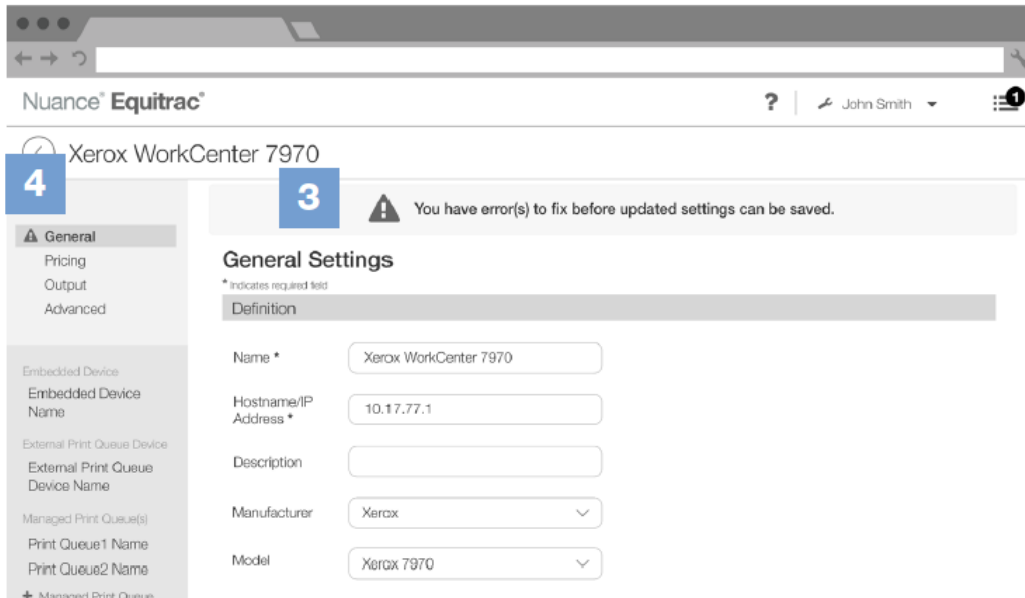 Nuance® Equitrac®
? John Smith 1
Xerox WorkCenter 7970
4
3
You have error(s) to fix before updated settings can be saved.
General
Pricing
Output
Advanced
General Settings
* Indicates required field
Definition
Name *
Xerox WorkCenter 7970
Hostname/IP
Address *
10.17.77.1
Description
Manufacturer
Xerox
Model
Xerox 7970
Embedded Device
Embedded Device
Name
External Print Queue Device
External Print Queue
Device Name
Managed Print Queue(s)
Print Queue1 Name
Print Queue2 Name
+ Managed Print Queue